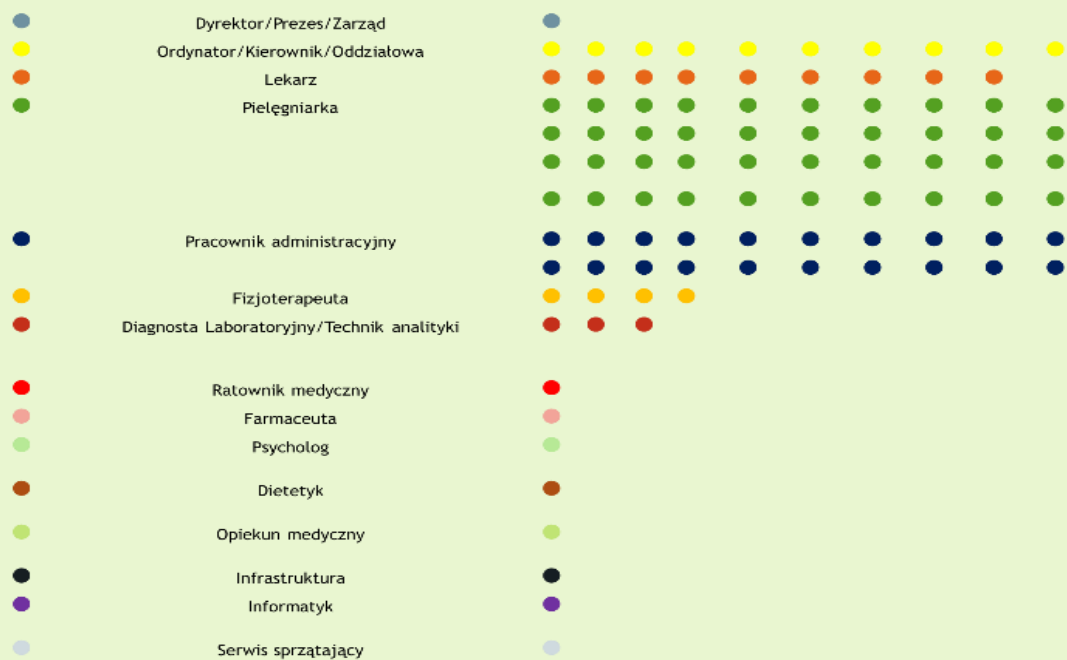 Dyrektor/Prezes/Zarząd
Ordynator/Kierownik/Oddziałowa
Lekarz
Pielęgniarka
Pracownik administracyjny
Fizjoterapeuta
Diagnosta Laboratoryjny/Technik analityki
Ratownik medyczny
Farmaceuta
Psycholog
Dietetyk
Opiekun medyczny
Infrastruktura
Informatyk
Serwis sprzątający